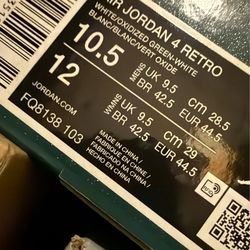 AIR JORDAN 4 RETRO
WHITE/OXIDIZED GREEN-WHITE
BLANC/BLANC/VERT OXIDE
10.5 MENS UK 9.5 cm 28.5
BR 42.5 EUR 44.5
12 WMNS UK 9.5 cm 29
BR 42.5 EUR 44.5
JORDAN.COM
FQ8138 103
MADE IN CHINA/
FABRIQUE EN CHINE/
FABRICADO EN CHINA/
HECHO EN CHINA